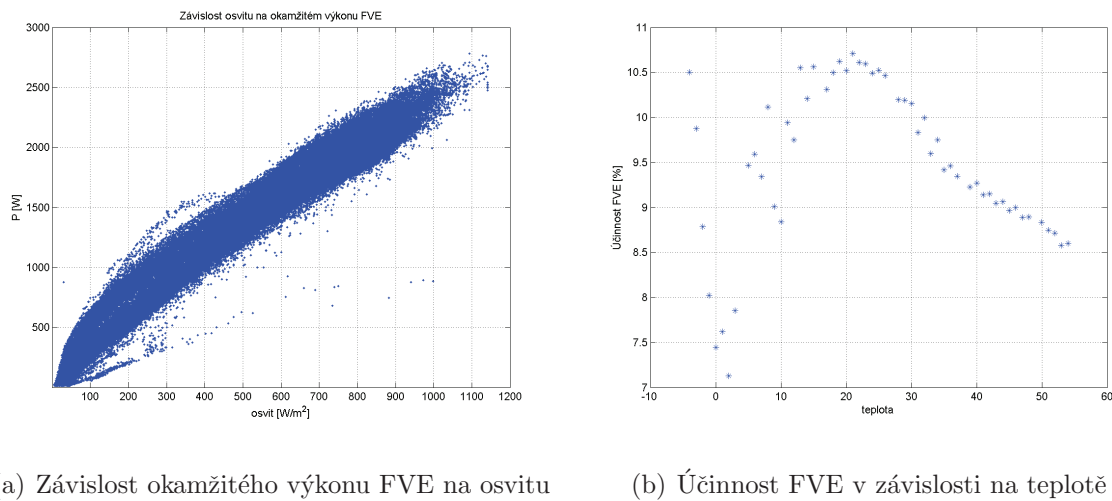 Závislost osvitu na okamžitém výkonu FVE
3000
2500
2000
1500
1000
500
P [W]
100 200 300 400 500 600 700 800 900 1000 1100 1200
osvit [W/m²]
11
10.5
10
9.5
9
8.5
8
7.5
7
Účinnost FVE [%]
-10 0 10 20 30 40 50 60
teplota
a) Závislost okamžitého výkonu FVE na osvitu
(b) Účinnost FVE v závislosti na teplotě